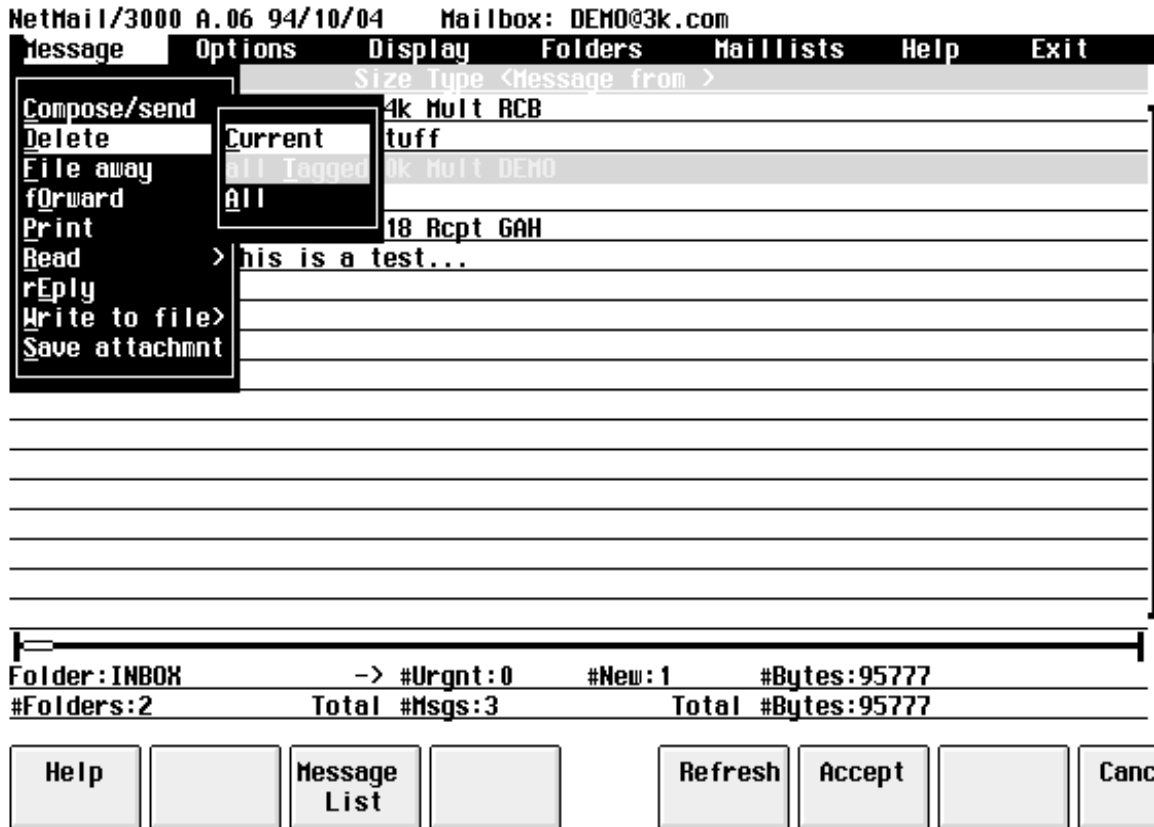 NetMail/3000 A.06 94/10/04 Mailbox: DEMO@3k.com
Message Options Display Folders Maillists Help Exit
Size Type <Message from >
Compose/send 4k Mult RCB
Delete Current tuff
File away all Tagged 0k Mult DEMO
fOrward All
Print 18 Rcpt GAH
Read > his is a test...
rEply
Write to file>
Save attachmnt
Folder:INBOX -> #Urgnt:0 #New:1 #Bytes:95777
#Folders:2 Total #Msgs:3 Total #Bytes:95777
Help Message List Refresh Accept Canc